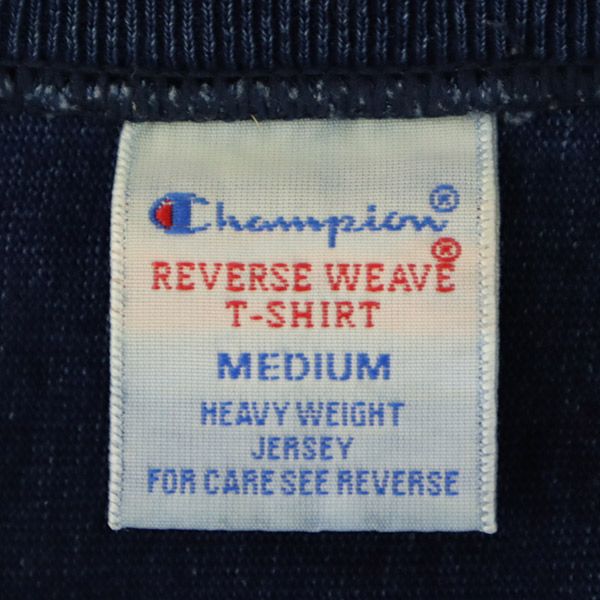 Champion®
REVERSE WEAVE®
T-SHIRT
MEDIUM
HEAVY WEIGHT
JERSEY
FOR CARE SEE REVERSE